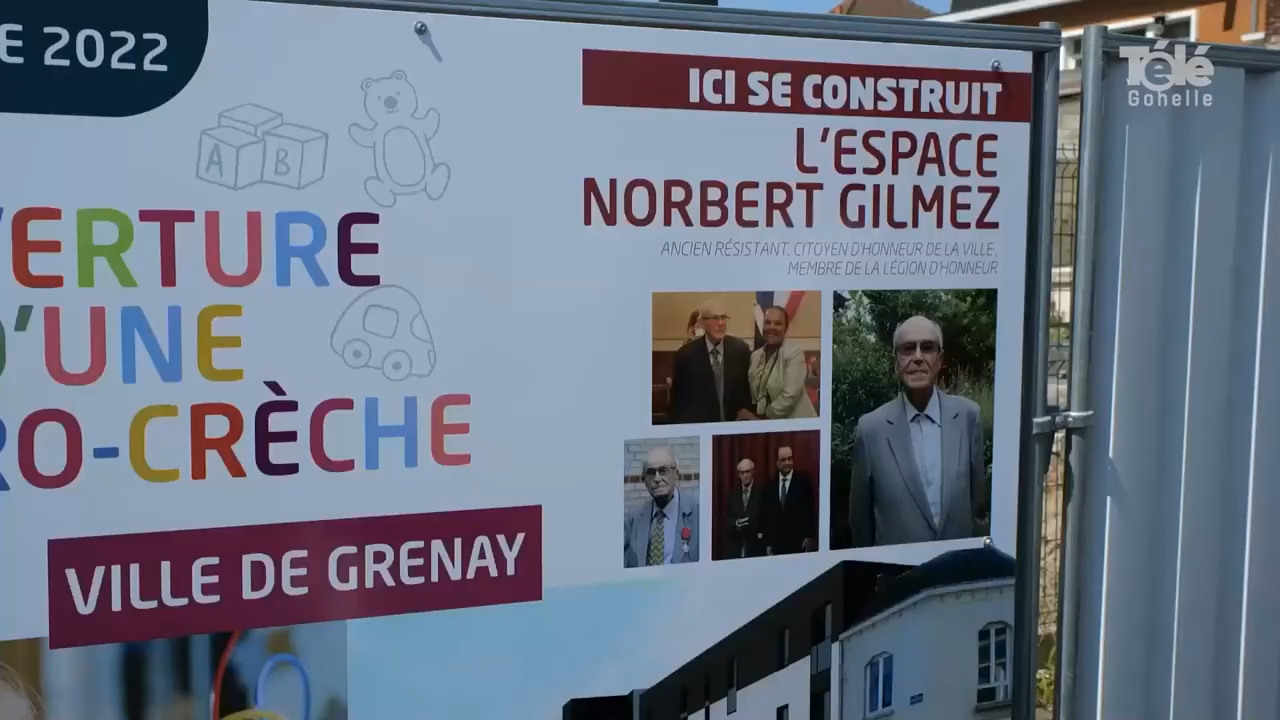 E 2022
Télé
Gohelle
A B
VERTURE
D'UNE
RO-CRÈCHE
VILLE DE GRENAY
ICI SE CONSTRUIT
L'ESPACE
NORBERT GILMEZ
ANCIEN RÉSISTANT, CITOYEN D'HONNEUR DE LA VILLE,
MEMBRE DE LA LÉGION D'HONNEUR